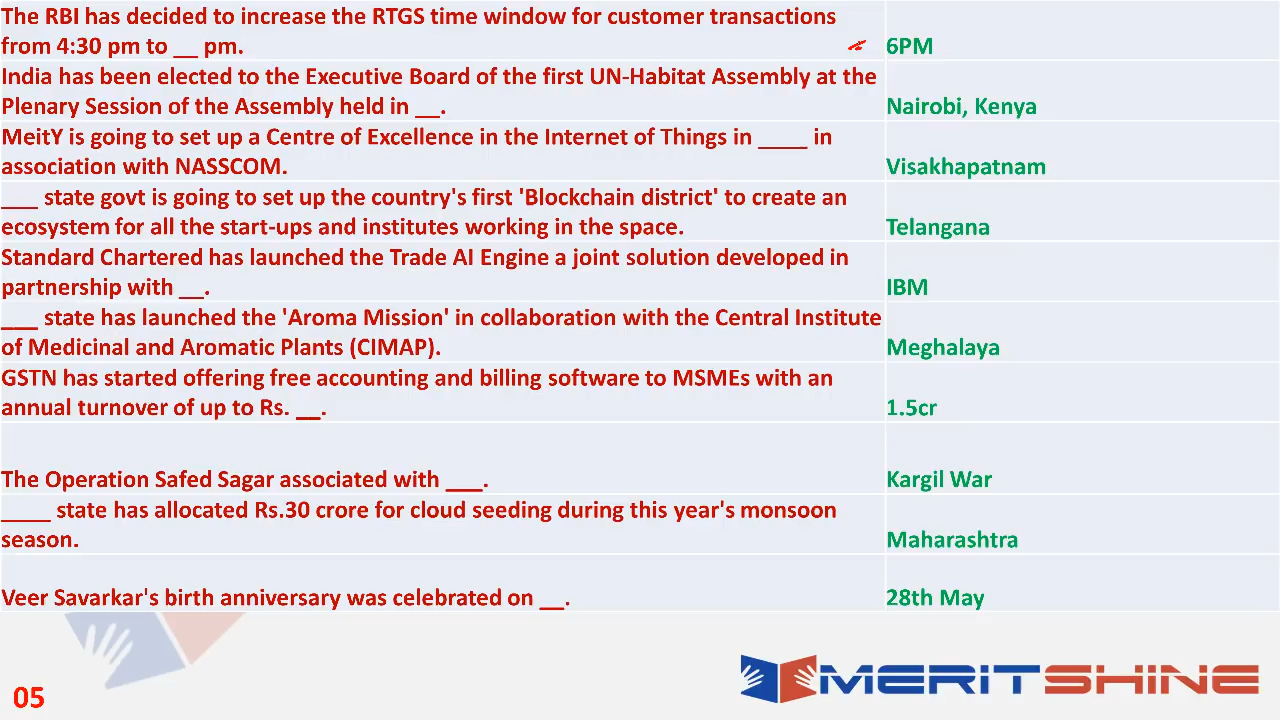 The RBI has decided to increase the RTGS time window for customer transactions
from 4:30 pm to __ pm.
6PM
India has been elected to the Executive Board of the first UN-Habitat Assembly at the
Plenary Session of the Assembly held in __.
Nairobi, Kenya
MeitY is going to set up a Centre of Excellence in the Internet of Things in ____ in
association with NASSCOM.
Visakhapatnam
___ state govt is going to set up the country's first 'Blockchain district' to create an
ecosystem for all the start-ups and institutes working in the space.
Telangana
Standard Chartered has launched the Trade AI Engine a joint solution developed in
partnership with __.
IBM
___ state has launched the 'Aroma Mission' in collaboration with the Central Institute
of Medicinal and Aromatic Plants (CIMAP).
Meghalaya
GSTN has started offering free accounting and billing software to MSMEs with an
annual turnover of up to Rs. __.
1.5cr
The Operation Safed Sagar associated with ___.
Kargil War
____ state has allocated Rs.30 crore for cloud seeding during this year's monsoon
season.
Maharashtra
Veer Savarkar's birth anniversary was celebrated on __.
28th May
05
MERITSHINE